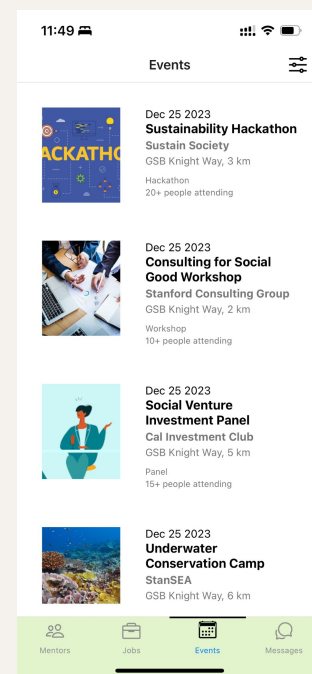 11:49
Events
ACKATHO
Dec 25 2023
Sustainability Hackathon
Sustain Society
GSB Knight Way, 3 km
Hackathon
20+ people attending
Dec 25 2023
Consulting for Social
Good Workshop
Stanford Consulting Group
GSB Knight Way, 2 km
Workshop
10+ people attending
Dec 25 2023
Social Venture
Investment Panel
Cal Investment Club
GSB Knight Way, 5 km
Panel
15+ people attending
Dec 25 2023
Underwater
Conservation Camp
StanSEA
GSB Knight Way, 6 km
Mentors
Jobs
Events
Messages